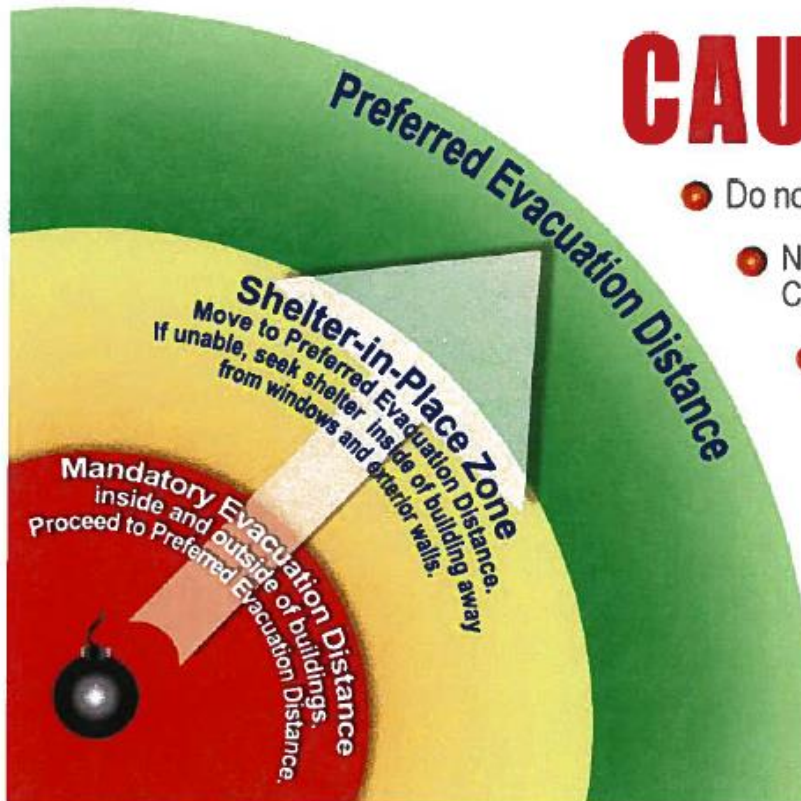 CAU
Do no
N
C
Preferred Evacuation Distance
Shelter-in-Place Zone
Move to Preferred Evacuation Distance.
If unable, seek shelter inside of building away
from windows and exterior walls.
Mandatory Evacuation Distance
inside and outside of buildings.
Proceed to Preferred Evacuation Distance.